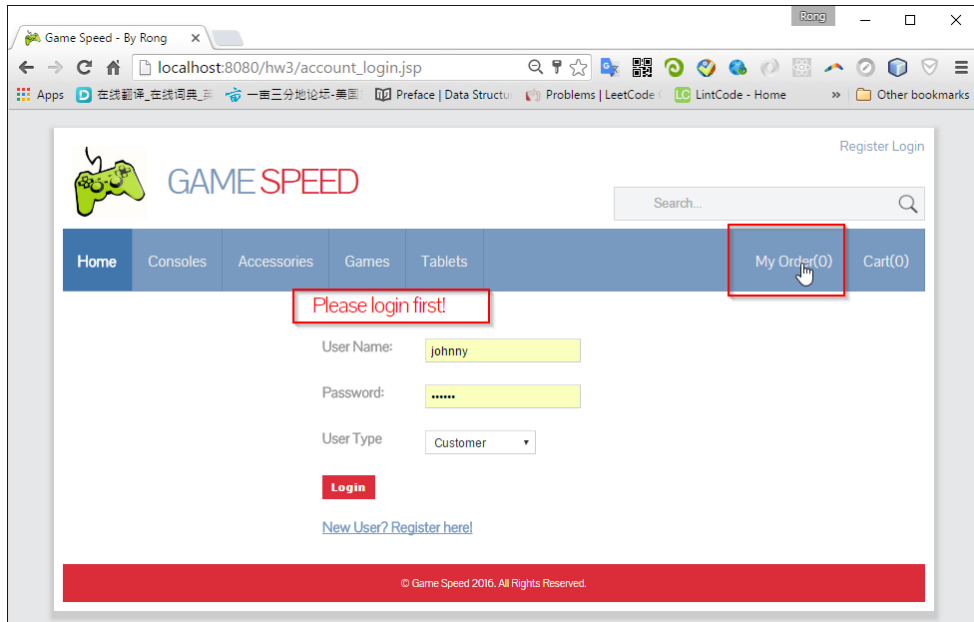 Rong
Game Speed - By Rong
localhost:8080/hw3/account_login.jsp
Apps 在线翻译_在线词典_ 一亩三分地论坛-美国 Preface | Data Structu Problems | LeetCode LC LintCode - Home » Other bookmarks
Register Login
GAME SPEED
Search...
Home Consoles Accessories Games Tablets My Order(0) Cart(0)
Please login first!
User Name: johnny
Password: ••••••
User Type Customer
Login
New User? Register here!
© Game Speed 2016. All Rights Reserved.